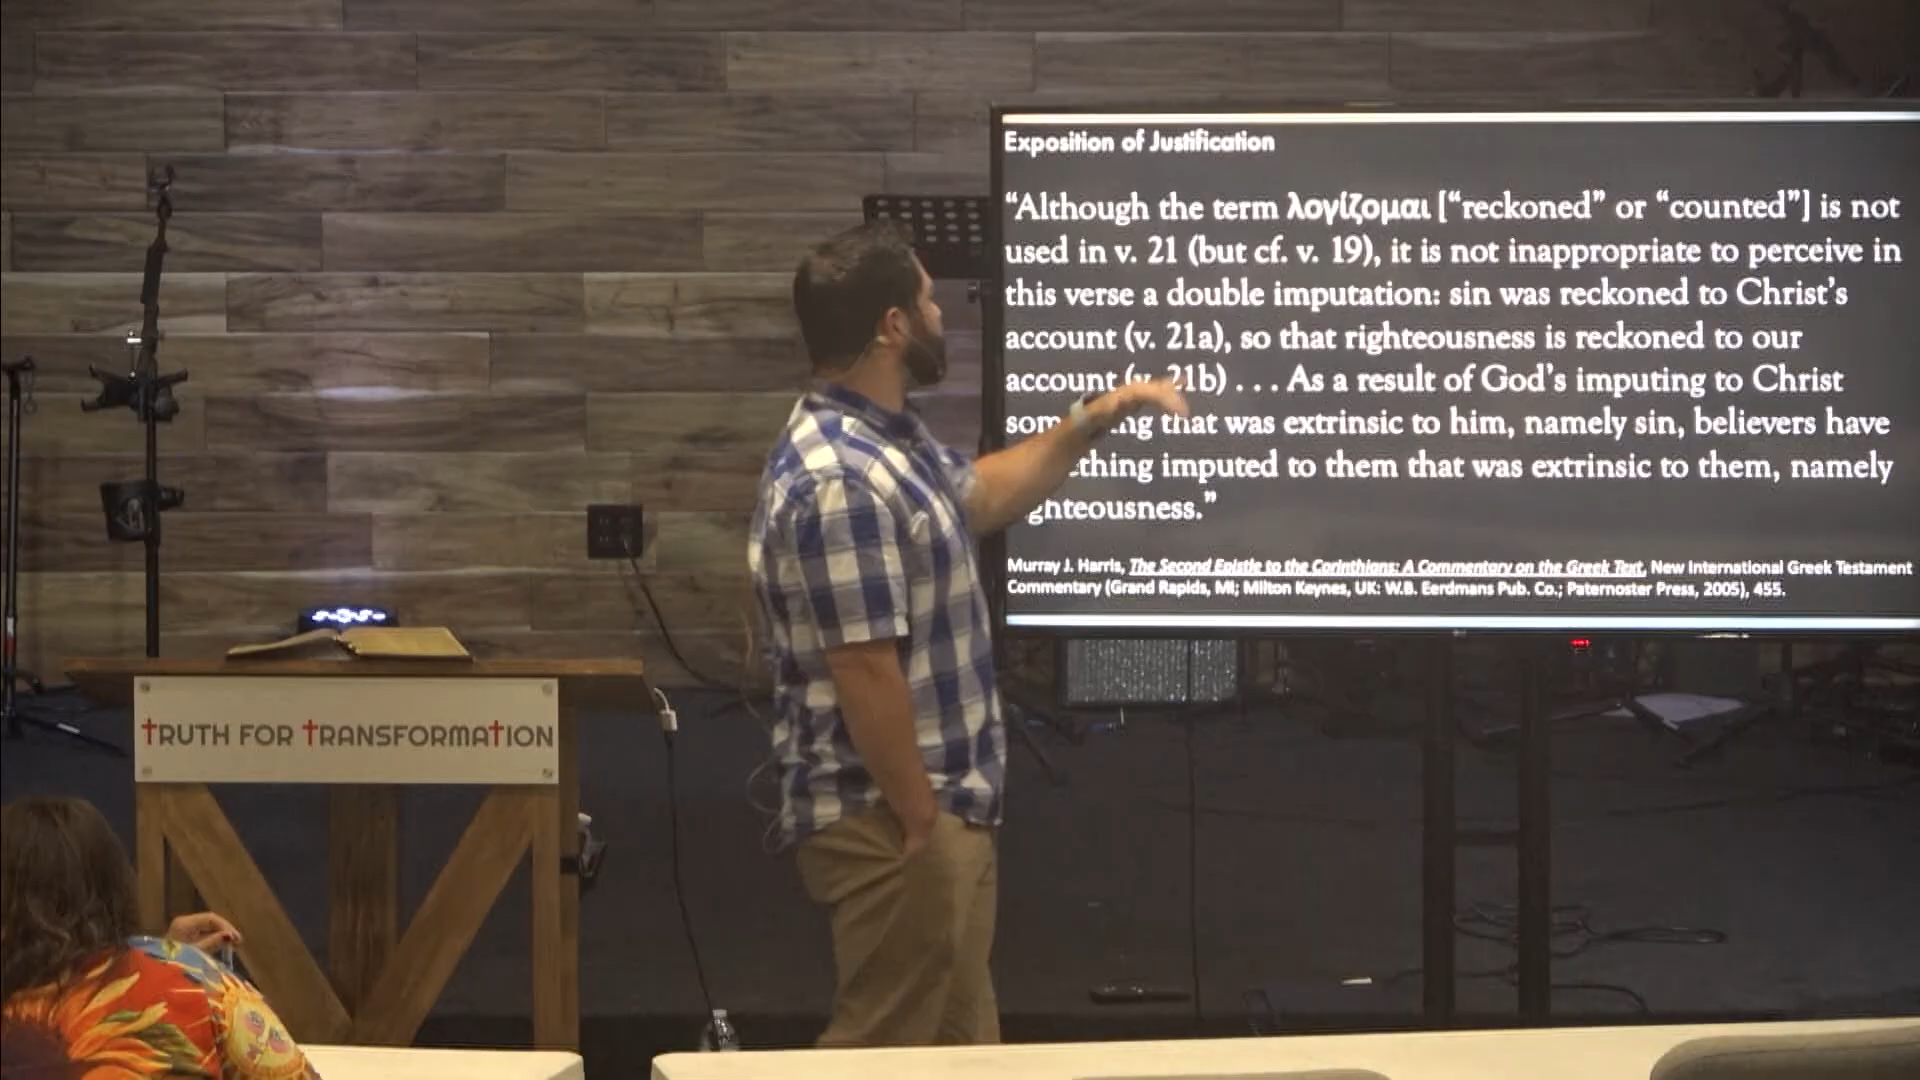 Exposition of Justification
“Although the term λογίζομαι [“reckoned” or “counted”] is not
used in v. 21 (but cf. v. 19), it is not inappropriate to perceive in
this verse a double imputation: sin was reckoned to Christ’s
account (v. 21a), so that righteousness is reckoned to our
account (v. 21b) . . . As a result of God’s imputing to Christ
that was extrinsic to him, namely sin, believers have
imputed to them that was extrinsic to them, namely
Murray J. Harris, The Second Epistle to the Corinthians: A Commentary on the Greek Text, New International Greek Testament
Commentary (Grand Rapids, MI; Milton Keynes, UK: W.B. Eerdmans Pub. Co.; Paternoster Press, 2005), 455.
TRUTH FOR TRANSFORMATION